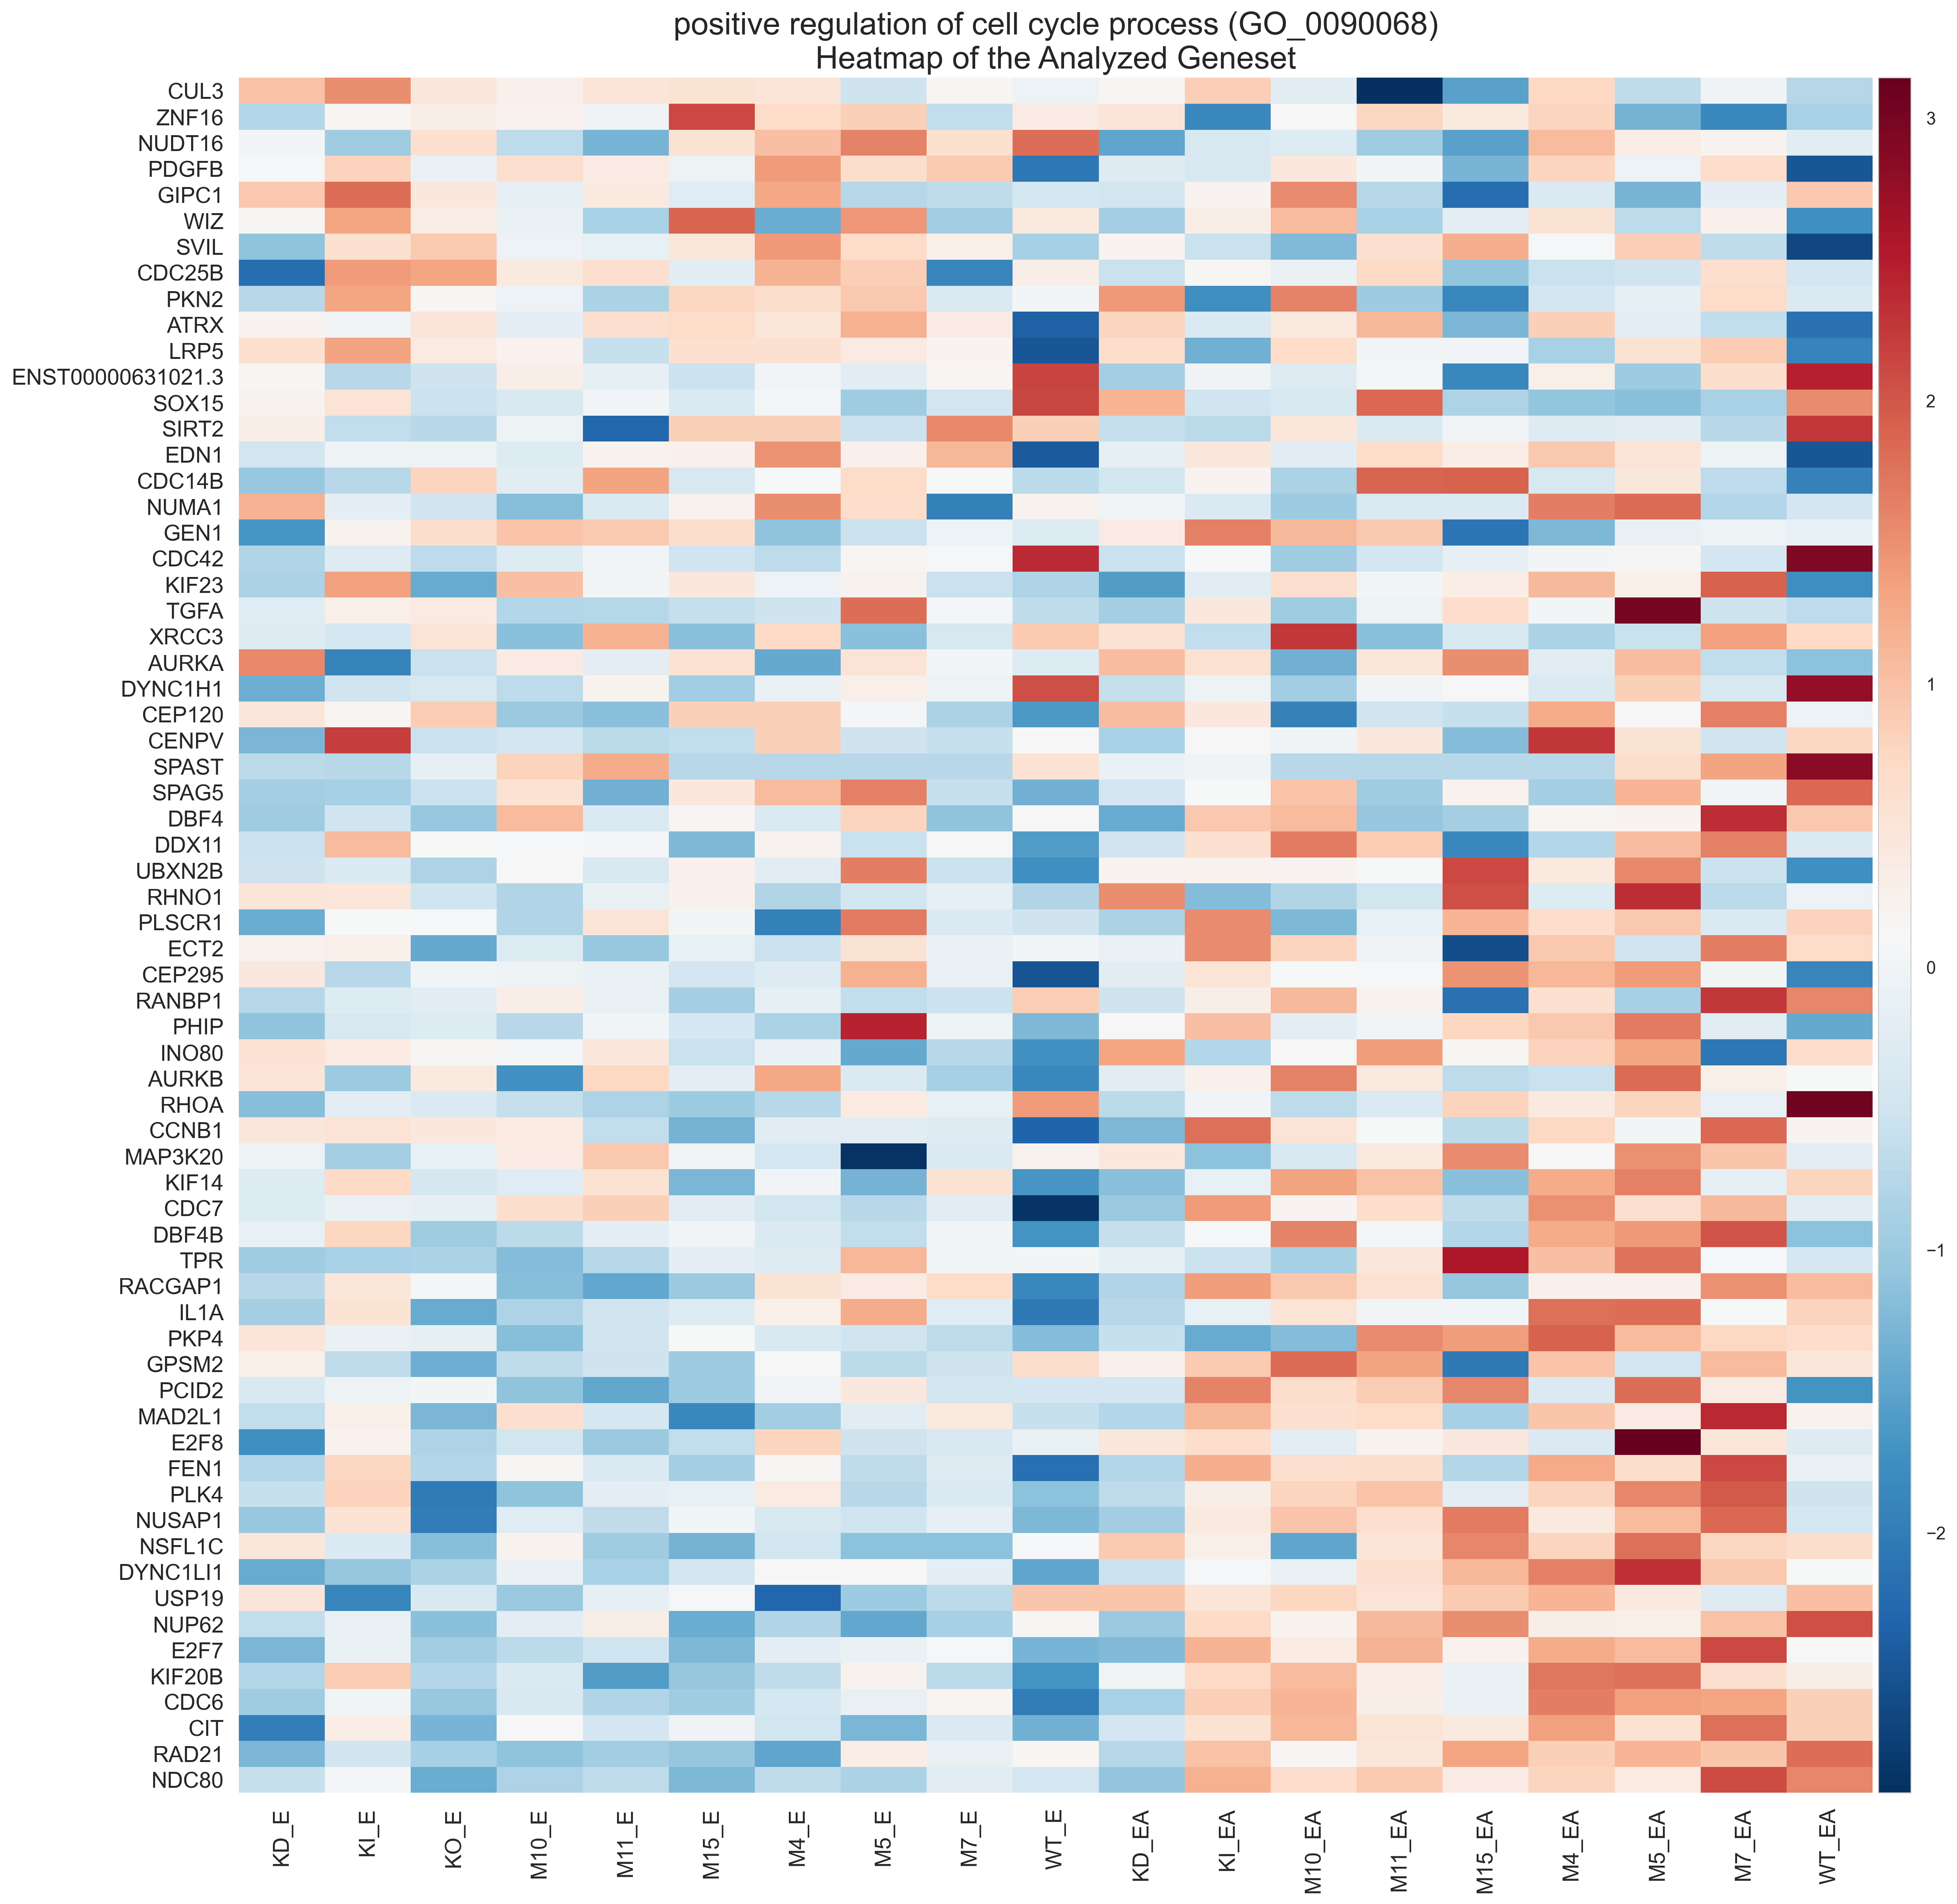 positive regulation of cell cycle process (GO_0090068)
Heatmap of the Analyzed Geneset
CUL3
ZNF16
NUDT16
PDGFB
GIPC1
WIZ
SVIL
CDC25B
PKN2
ATRX
LRP5
ENST00000631021.3
SOX15
SIRT2
EDN1
CDC14B
NUMA1
GEN1
CDC42
KIF23
TGFA
XRCC3
AURKA
DYNC1H1
CEP120
CENPV
SPAST
SPAG5
DBF4
DDX11
UBXN2B
RHNO1
PLSCR1
ECT2
CEP295
RANBP1
PHIP
INO80
AURKB
RHOA
CCNB1
MAP3K20
KIF14
CDC7
DBF4B
TPR
RACGAP1
IL1A
PKP4
GPSM2
PCID2
MAD2L1
E2F8
FEN1
PLK4
NUSAP1
NSFL1C
DYNC1LI1
USP19
NUP62
E2F7
KIF20B
CDC6
CIT
RAD21
NDC80
KD_E
KI_E
KO_E
M10_E
M11_E
M15_E
M4_E
M5_E
M7_E
WT_E
KD_EA
KI_EA
M10_EA
M11_EA
M15_EA
M4_EA
M5_EA
M7_EA
WT_EA
3
2
1
0
−1
−2